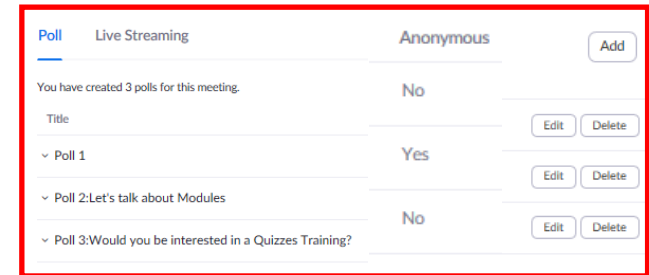 Poll Live Streaming Anonymous Add
You have created 3 polls for this meeting. No
Title
Edit Delete
Poll 1 Yes
Edit Delete
Poll 2:Let's talk about Modules
No Edit Delete
Poll 3:Would you be interested in a Quizzes Training?